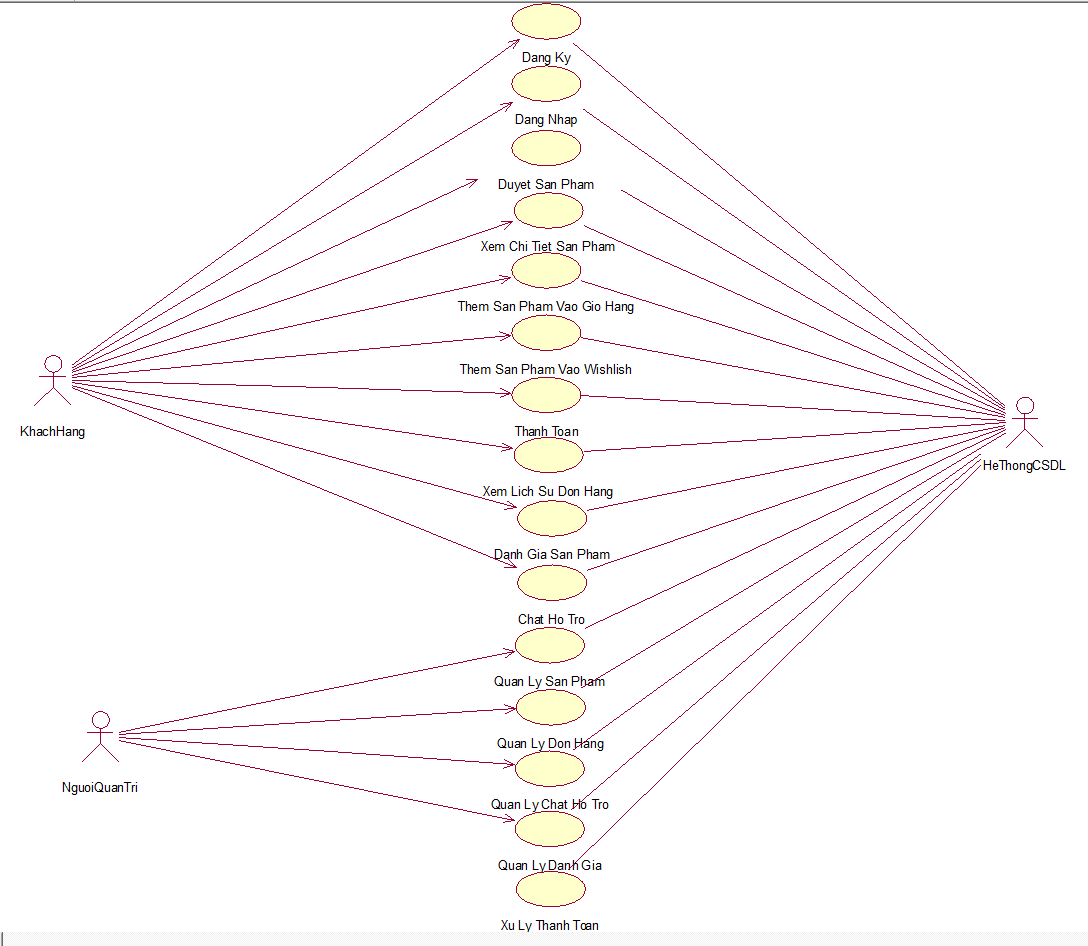 Dang Ky
Dang Nhap
Duyet San Pham
Xem Chi Tiet San Pham
Them San Pham Vao Gio Hang
Them San Pham Vao Wishlish
KhachHang
Thanh Toan
HeThongCSDL
Xem Lich Su Don Hang
Danh Gia San Pham
Chat Ho Tro
Quan Ly San Pham
Quan Ly Don Hang
NguoiQuanTri
Quan Ly Chat Ho Tro
Quan Ly Danh Gia
Xu Ly Thanh Toan